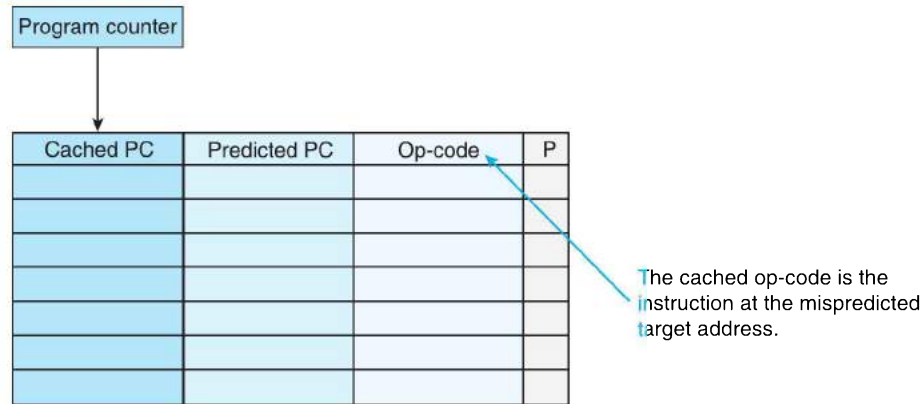 Program counter
Cached PC Predicted PC Op-code P
The cached op-code is the
instruction at the mispredicted
target address.